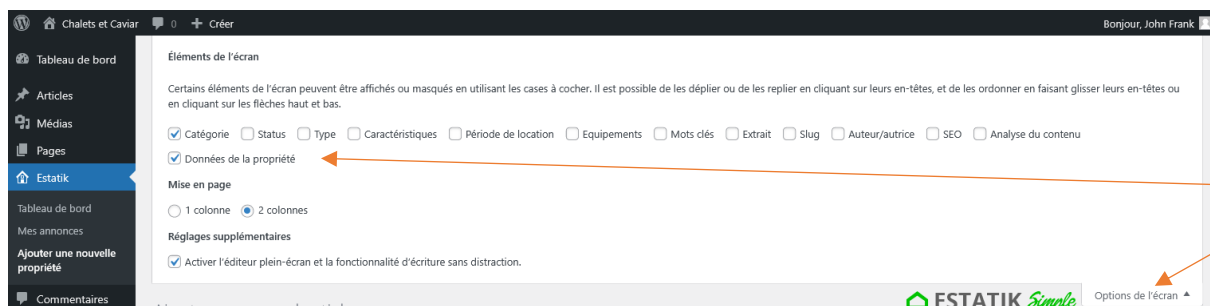 Chalets et Caviar 0 + Créer Bonjour, John Frank
Tableau de bord
Articles
Médias
Pages
Estatik
Tableau de bord
Mes annonces
Ajouter une nouvelle
propriété
Commentaires
Éléments de l'écran
Certains éléments de l'écran peuvent être affichés ou masqués en utilisant les cases à cocher. Il est possible de les déplier ou de les replier en cliquant sur leurs en-têtes, et de les ordonner en faisant glisser leurs en-têtes ou
en cliquant sur les flèches haut et bas.
Catégorie Status Type Caractéristiques Période de location Equipements Mots clés Extrait Slug Auteur/autrice SEO Analyse du contenu
Données de la propriété
Mise en page
1 colonne 2 colonnes
Réglages supplémentaires
Activer l'éditeur plein-écran et la fonctionnalité d'écriture sans distraction.
ESTATIK Simple Options de l'écran